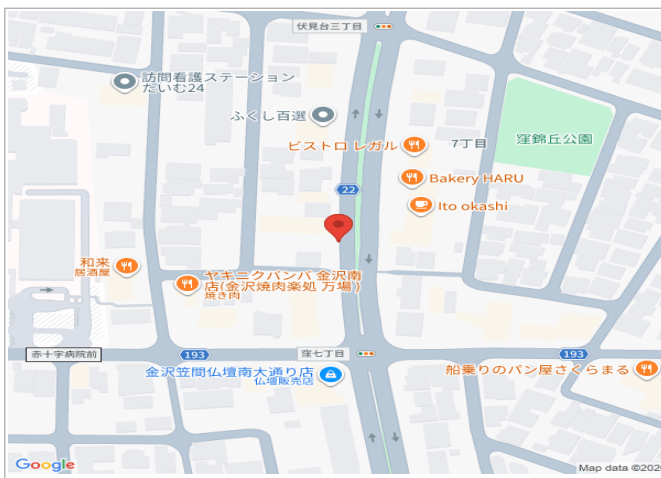 伏見台三丁目
訪問看護ステーション
だいむ24
ふくし百選
ビストロ レガル
7丁目
窪錦丘公園
Bakery HARU
22
Ito okashi
和来
居酒屋
ヤキニクバンバ 金沢南
店(金沢焼肉楽処 万場)
焼き肉
赤十字病院前
193
窪七丁目
193
金沢笠間仏壇南大通り店
仏壇販売店
船乗りのパン屋さくらまる
Google
Map data ©202